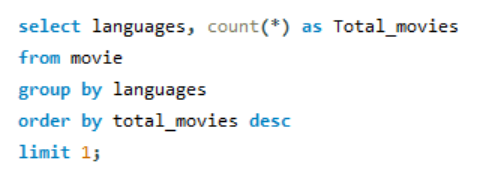 select languages, count(*) as Total_movies
from movie
group by languages
order by total_movies desc
limit 1;